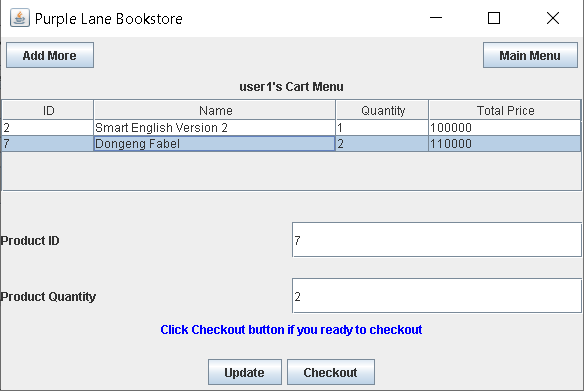 Purple Lane Bookstore
Add More Main Menu
user1's Cart Menu
ID Name Quantity Total Price
2 Smart English Version 2 1 100000
7 Dongeng Fabel 2 110000
Product ID 7
Product Quantity 2
Click Checkout button if you ready to checkout
Update Checkout